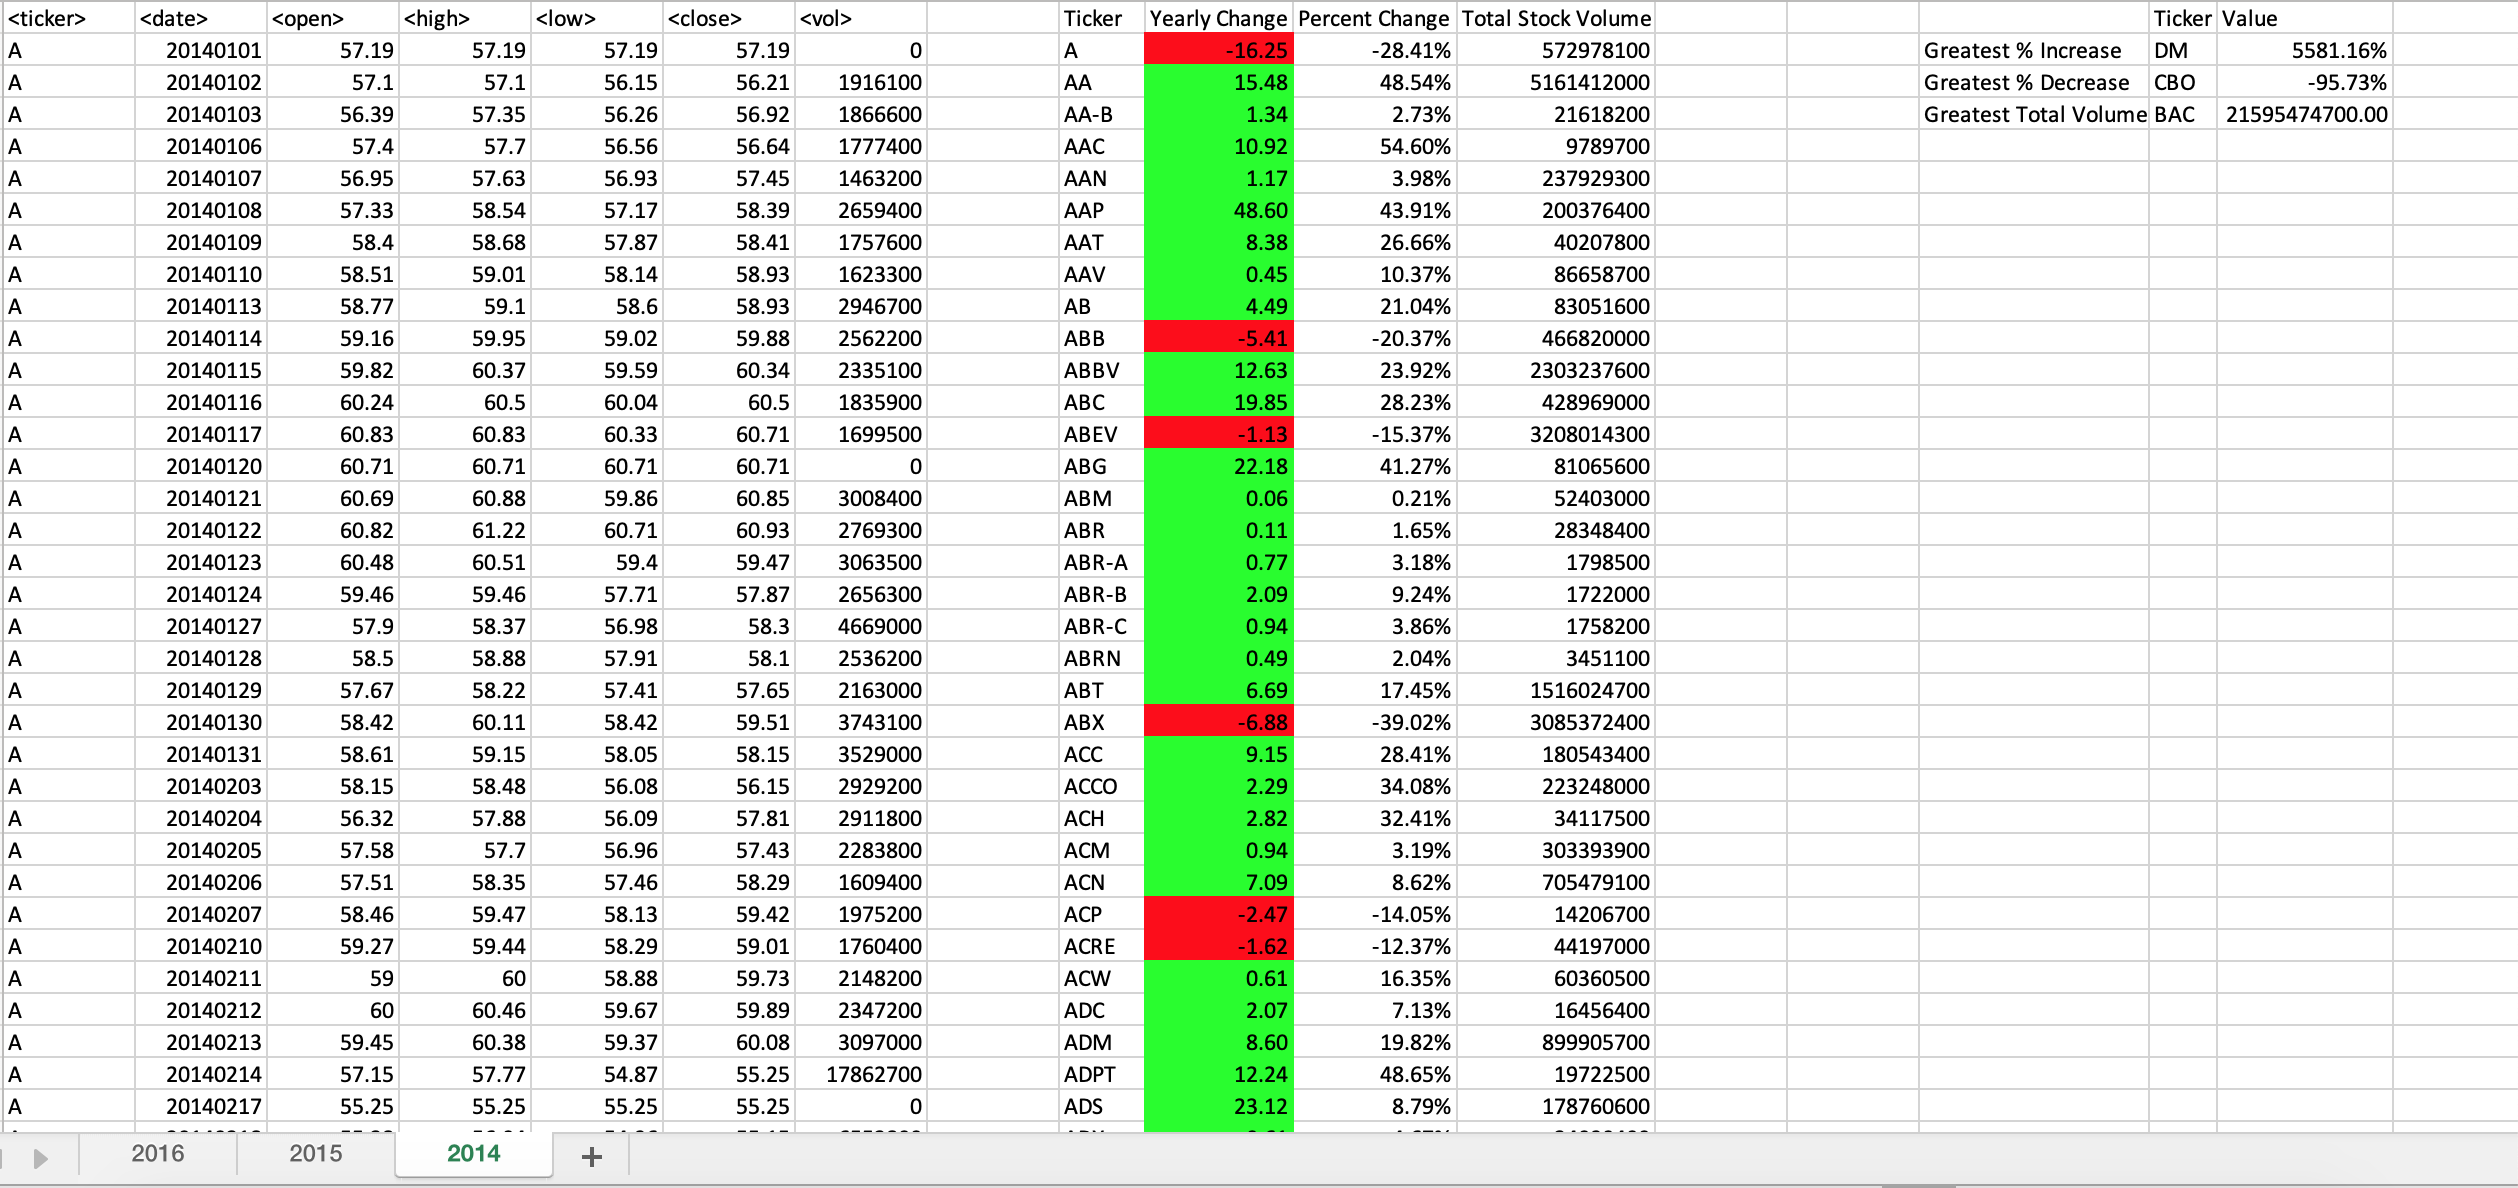 <ticker> <date> <open> <high> <low> <close> <vol> Ticker Yearly Change Percent Change Total Stock Volume Ticker Value
A 20140101 57.19 57.19 57.19 57.19 0 A -16.25 -28.41% 572978100 Greatest % Increase DM 5581.16%
A 20140102 57.1 57.1 56.15 56.21 1916100 AA 15.48 48.54% 5161412000 Greatest % Decrease CBO -95.73%
A 20140103 56.39 57.35 56.26 56.92 1866600 AA-B 1.34 2.73% 21618200 Greatest Total Volume BAC 21595474700.00
A 20140106 57.4 57.7 56.56 56.64 1777400 AAC 10.92 54.60% 9789700
A 20140107 56.95 57.63 56.93 57.45 1463200 AAN 1.17 3.98% 237929300
A 20140108 57.33 58.54 57.17 58.39 2659400 AAP 48.60 43.91% 200376400
A 20140109 58.4 58.68 57.87 58.41 1757600 AAT 8.38 26.66% 40207800
A 20140110 58.51 59.01 58.14 58.93 1623300 AAV 0.45 10.37% 86658700
A 20140113 58.77 59.1 58.6 58.93 2946700 AB 4.49 21.04% 83051600
A 20140114 59.16 59.95 59.02 59.88 2562200 ABB -5.41 -20.37% 466820000
A 20140115 59.82 60.37 59.59 60.34 2335100 ABBV 12.63 23.92% 2303237600
A 20140116 60.24 60.5 60.04 60.5 1835900 ABC 19.85 28.23% 428969000
A 20140117 60.83 60.83 60.33 60.71 1699500 ABEV -1.13 -15.37% 3208014300
A 20140120 60.71 60.71 60.71 60.71 0 ABG 22.18 41.27% 81065600
A 20140121 60.69 60.88 59.86 60.85 3008400 ABM 0.06 0.21% 52403000
A 20140122 60.82 61.22 60.71 60.93 2769300 ABR 0.11 1.65% 28348400
A 20140123 60.48 60.51 59.4 59.47 3063500 ABR-A 0.77 3.18% 1798500
A 20140124 59.46 59.46 57.71 57.87 2656300 ABR-B 2.09 9.24% 1722000
A 20140127 57.9 58.37 56.98 58.3 4669000 ABR-C 0.94 3.86% 1758200
A 20140128 58.5 58.88 57.91 58.1 2536200 ABRN 0.49 2.04% 3451100
A 20140129 57.67 58.22 57.41 57.65 2163000 ABT 6.69 17.45% 1516024700
A 20140130 58.42 60.11 58.42 59.51 3743100 ABX -6.88 -39.02% 3085372400
A 20140131 58.61 59.15 58.05 58.15 3529000 ACC 9.15 28.41% 180543400
A 20140203 58.15 58.48 56.08 56.15 2929200 ACCO 2.29 34.08% 223248000
A 20140204 56.32 57.88 56.09 57.81 2911800 ACH 2.82 32.41% 34117500
A 20140205 57.58 57.7 56.96 57.43 2283800 ACM 0.94 3.19% 303393900
A 20140206 57.51 58.35 57.46 58.29 1609400 ACN 7.09 8.62% 705479100
A 20140207 58.46 59.47 58.13 59.42 1975200 ACP -2.47 -14.05% 14206700
A 20140210 59.27 59.44 58.29 59.01 1760400 ACRE -1.62 -12.37% 44197000
A 20140211 59 60 58.88 59.73 2148200 ACW 0.61 16.35% 60360500
A 20140212 60 60.46 59.67 59.89 2347200 ADC 2.07 7.13% 16456400
A 20140213 59.45 60.38 59.37 60.08 3097000 ADM 8.60 19.82% 899905700
A 20140214 57.15 57.77 54.87 55.25 17862700 ADPT 12.24 48.65% 19722500
A 20140217 55.25 55.25 55.25 55.25 0 ADS 23.12 8.79% 178760600
2016 2015 2014 +